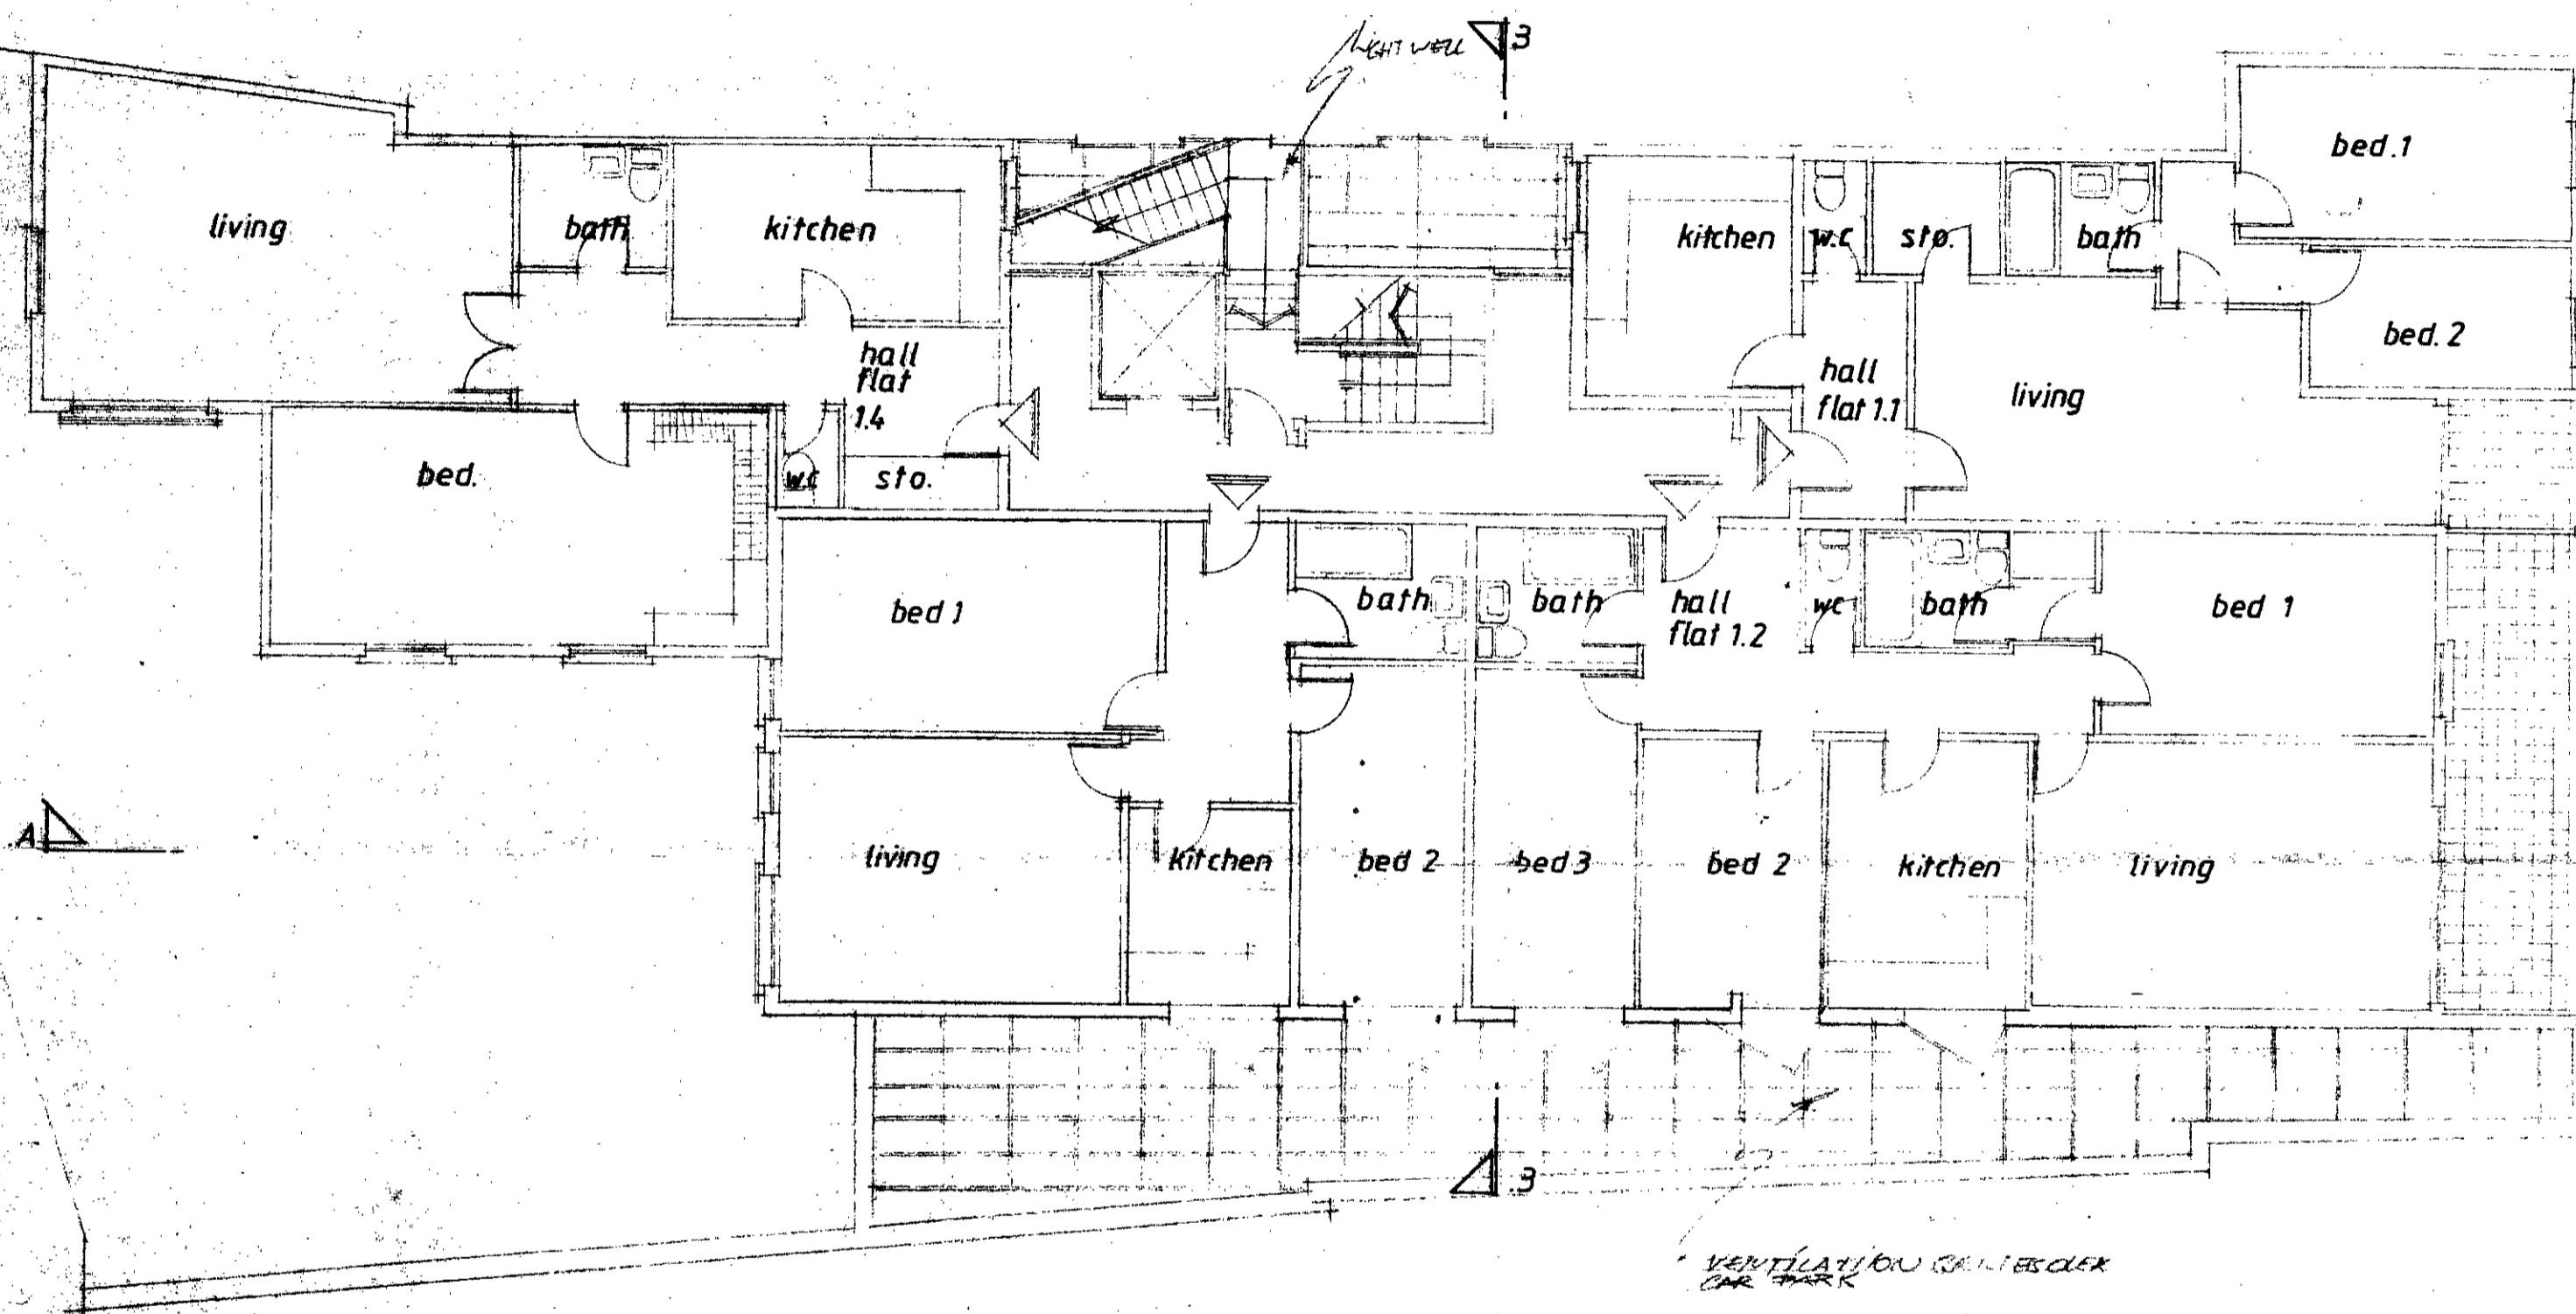 LIGHT WELL
3
living
bath
kitchen
kitchen
w.c
sto.
bath
bed.1
bed. 2
hall
flat
1.4
hall
flat 1.1
living
bed.
w.c
sto.
bed 1
bath
bath
hall
flat 1.2
wc
bath
bed 1
A
living
kitchen
bed 2
bed 3
bed 2
kitchen
living
3
VENTILATION
CAR PARK